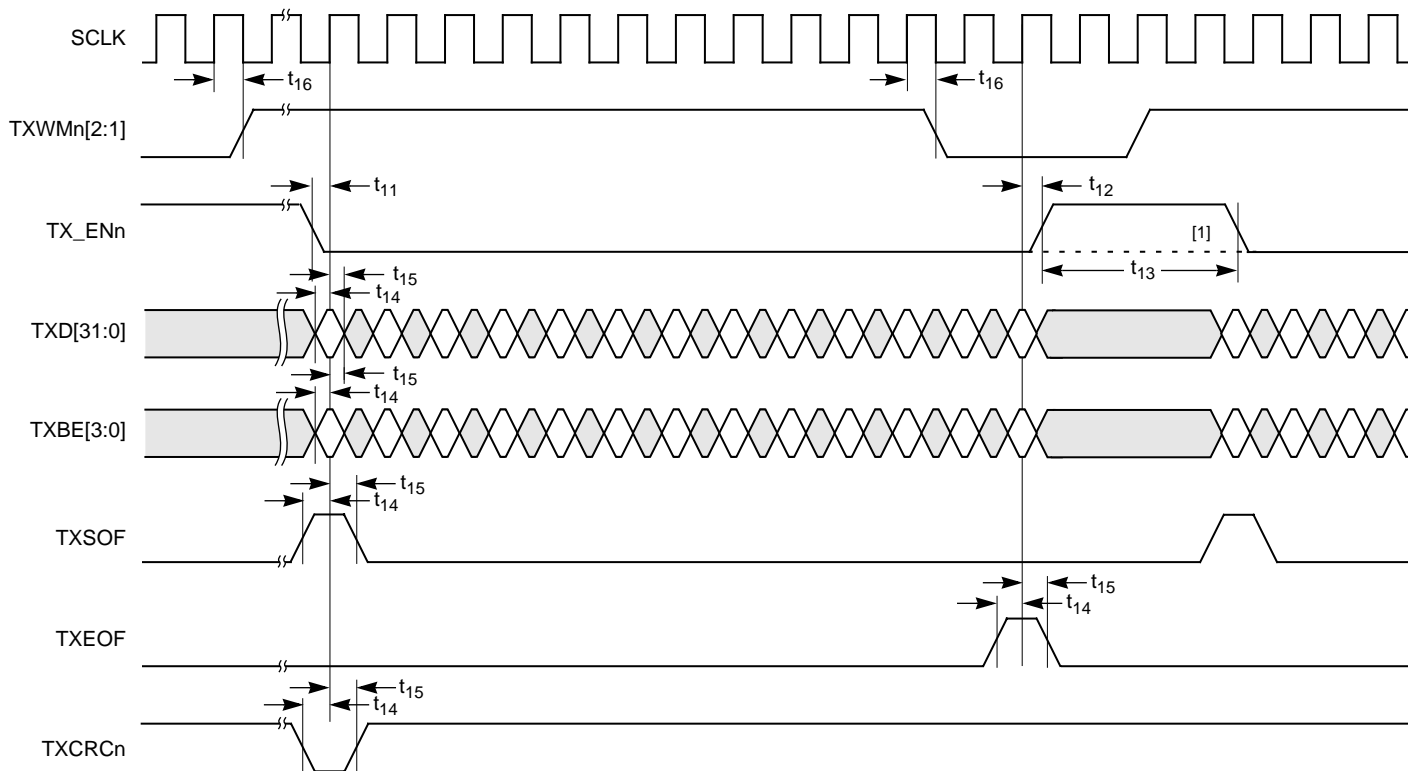 SCLK
t16 t16
TXWMn[2:1]
t11 t12
TX_ENn [1]
t13
t15
t14
TXD[31:0]
t15
t14
TXBE[3:0]
t15
t14
TXSOF
t15
t14
TXEOF
t15
t14
TXCRCn